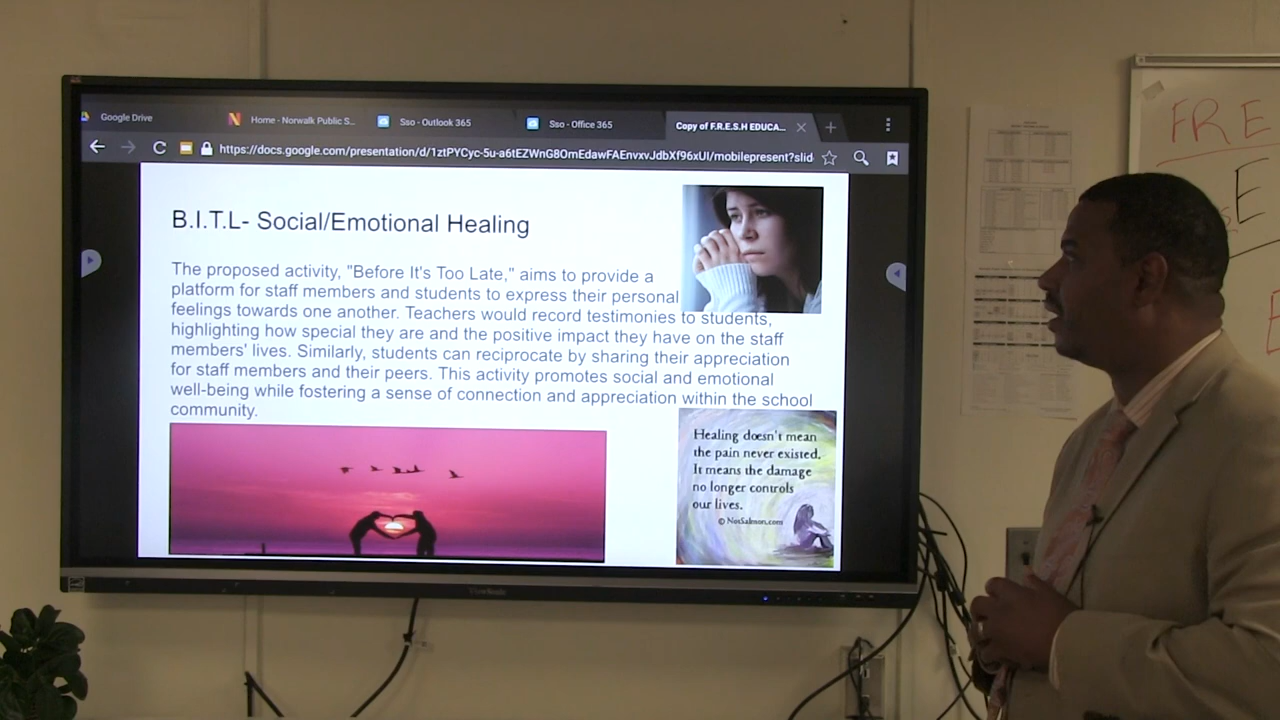 Google Drive
Home - Norwalk Public S...
Sso - Outlook 365
Sso - Office 365
Copy of F.R.E.S.H EDUCA...
https://docs.google.com/presentation/d/1ztPYCyc-5u-a6tEZWnG8OmEdawFAEnvxvJdbXf96xUI/mobilepresent?slid
B.I.T.L- Social/Emotional Healing
The proposed activity, "Before It's Too Late," aims to provide a
platform for staff members and students to express their personal
feelings towards one another. Teachers would record testimonies to students,
highlighting how special they are and the positive impact they have on the staff
members' lives. Similarly, students can reciprocate by sharing their appreciation
for staff members and their peers. This activity promotes social and emotional
well-being while fostering a sense of connection and appreciation within the school
community.
Healing doesn't mean
the pain never existed.
It means the damage
no longer controls
our lives.
© NotSalmon.com
ViewSonic
FRE
E
E